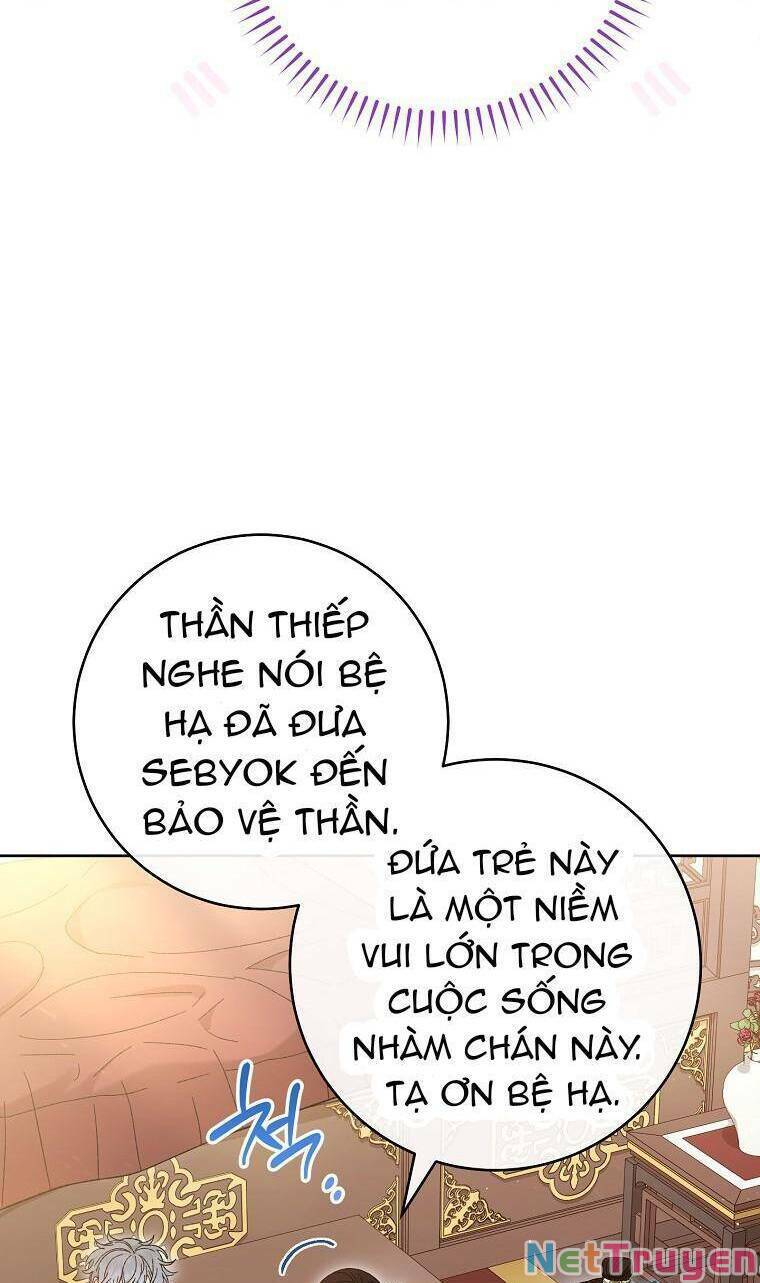 THẦN THIẾP
NGHE NÓI BỆ
HẠ ĐÃ ĐƯA
SEBYOK ĐẾN
BẢO VỆ THẦN.
ĐỨA TRẺ NÀY
LÀ MỘT NIỀM
VUI LỚN TRONG
CUỘC SỐNG
NHÀM CHÁN NÀY.
TẠ ƠN BỆ HẠ.
척
NETTRUYEN